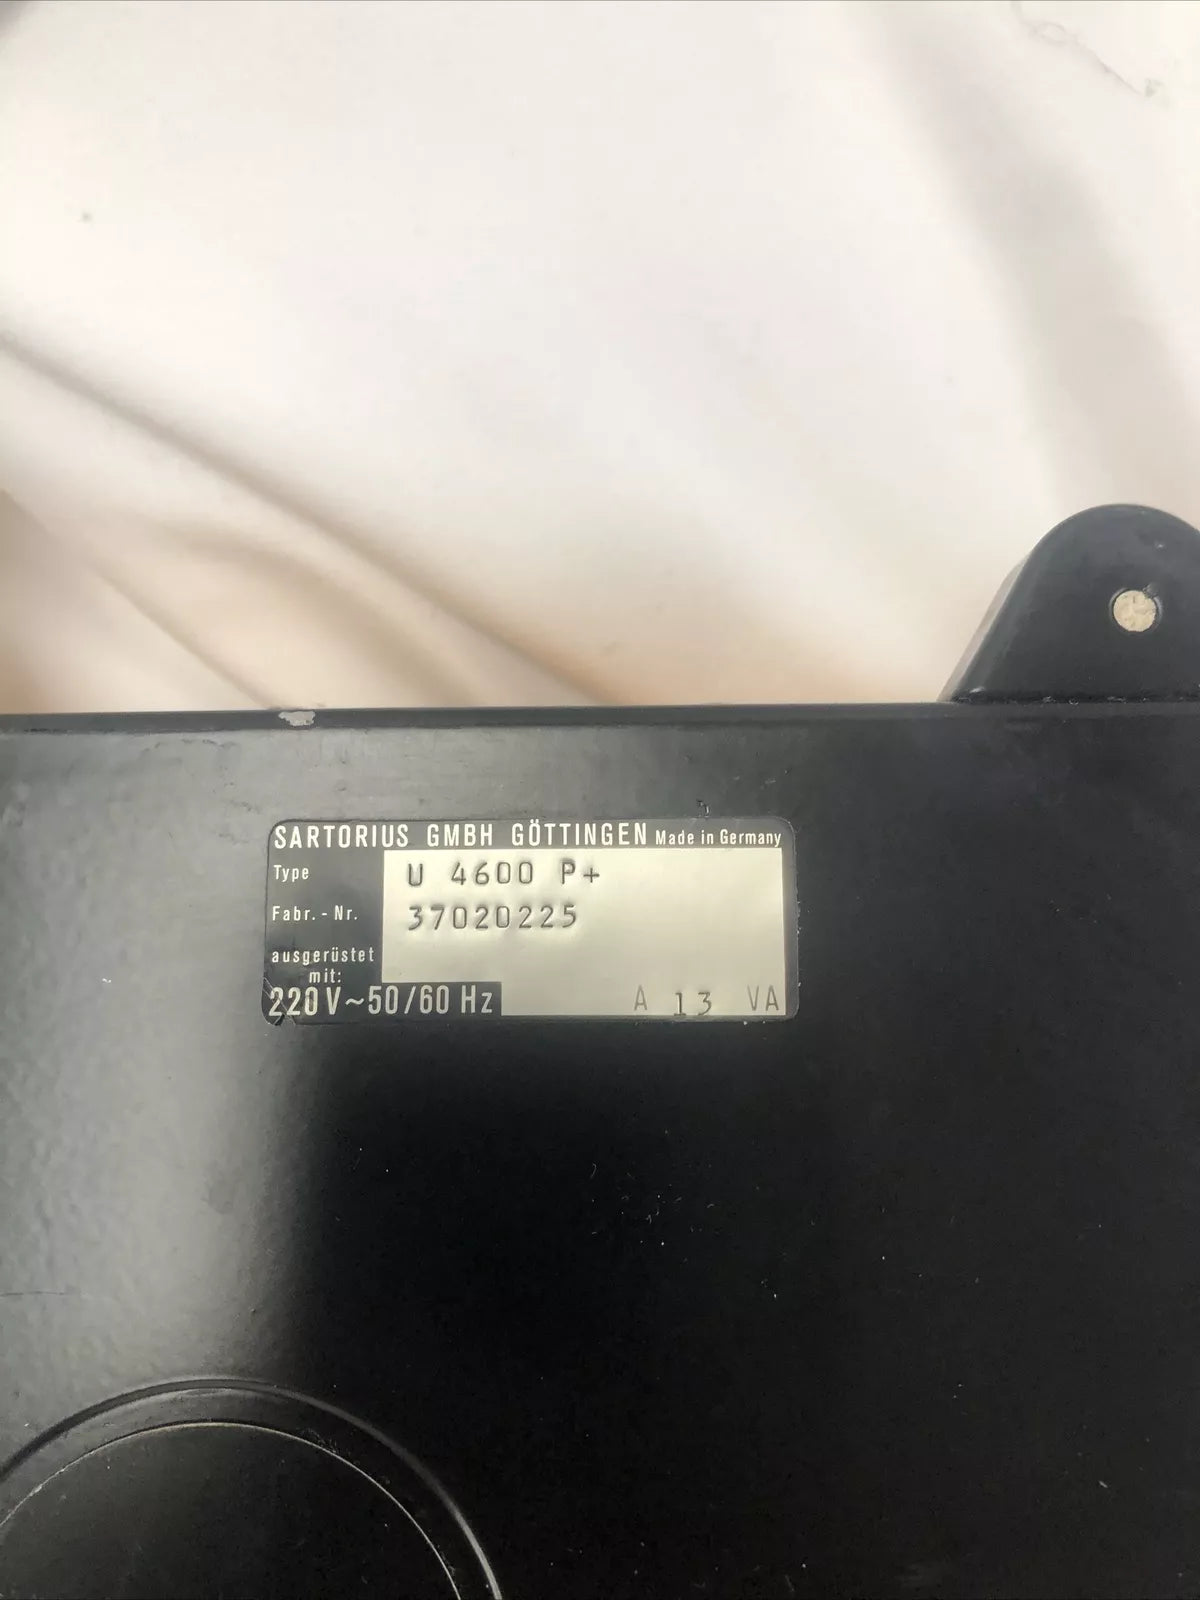 SARTORIUS GMBH GÖTTINGEN Made in Germany
Type U 4600 P+
Fabr.-Nr. 37020225
ausgerüstet
mit:
220 V~50/60 Hz A 13 VA